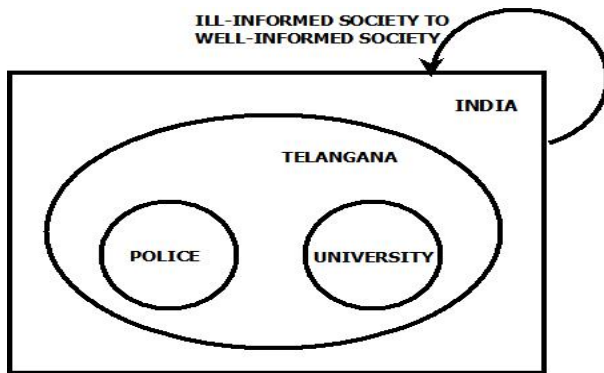 ILL-INFORMED SOCIETY TO
WELL-INFORMED SOCIETY
INDIA
TELANGANA
POLICE
UNIVERSITY